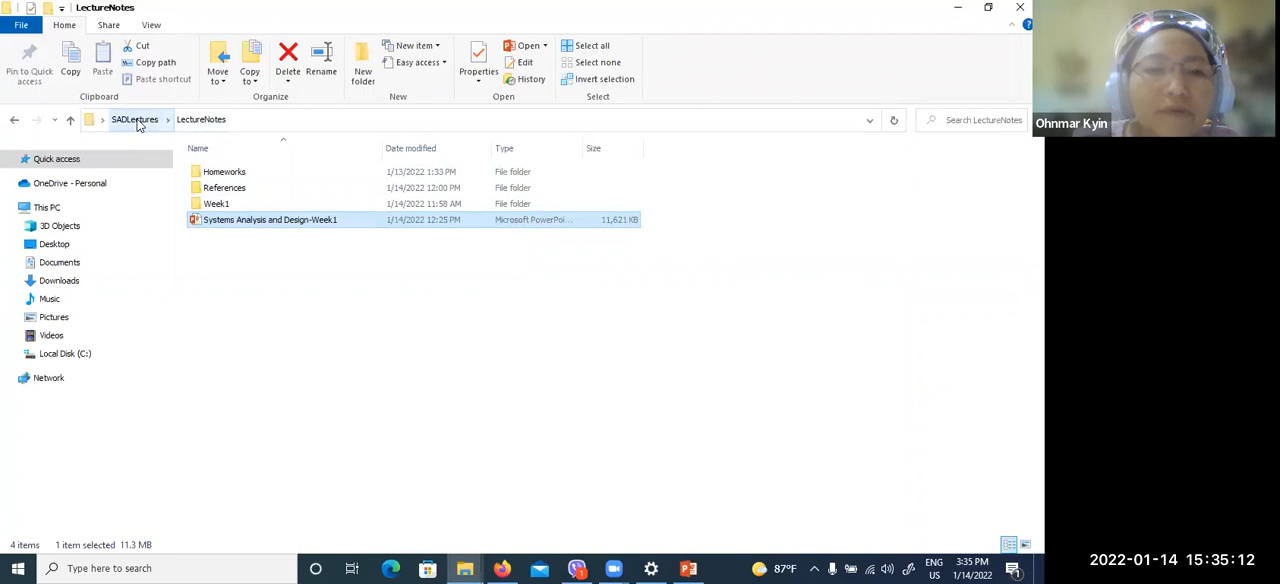 LectureNotes
File Home Share View
Pin to Quick access
Copy
Paste
Cut
Copy path
Paste shortcut
Move to
Copy to
Delete
Rename
New folder
New item
Easy access
Properties
Open
Edit
History
Select all
Select none
Invert selection
Clipboard Organize New Open Select
SADLectures LectureNotes Search LectureNotes
Ohnmar Kyin
Name Date modified Type Size
Homeworks 1/13/2022 1:33 PM File folder
References 1/14/2022 12:00 PM File folder
Week1 1/14/2022 11:58 AM File folder
Systems Analysis and Design-Week1 1/14/2022 12:25 PM Microsoft PowerPoi... 11,621 KB
Quick access
OneDrive - Personal
This PC
3D Objects
Desktop
Documents
Downloads
Music
Pictures
Videos
Local Disk (C:)
Network
4 items 1 item selected 11.3 MB
Type here to search
1
87°F
ENG
US
3:35 PM
1/14/2022
1
2022-01-14 15:35:12